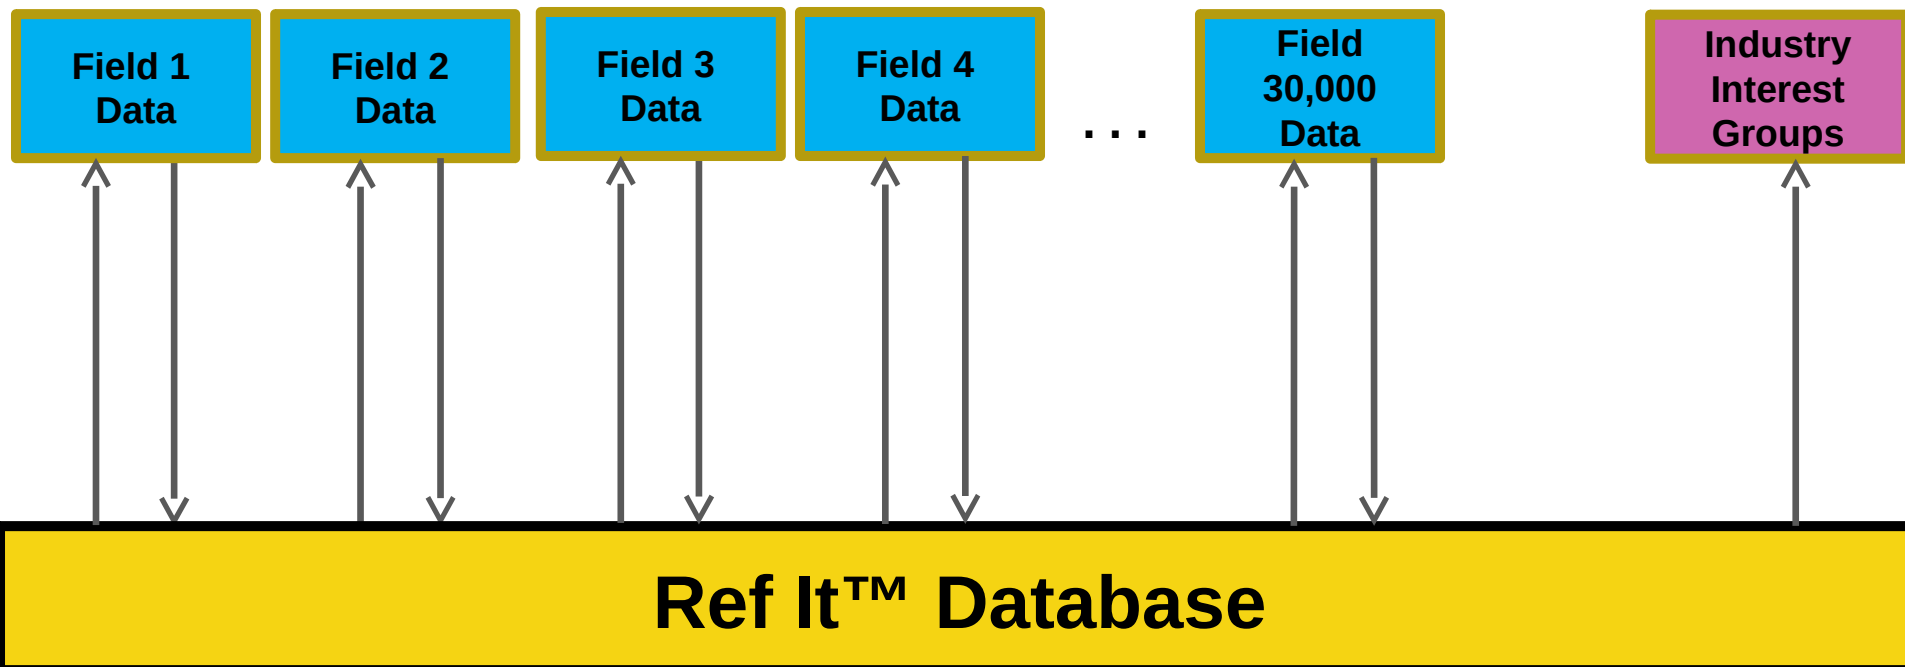 Field 1
Data
Field 2
Data
Field 3
Data
Field 4
Data
. . .
Field
30,000
Data
Industry
Interest
Groups
Ref It™ Database